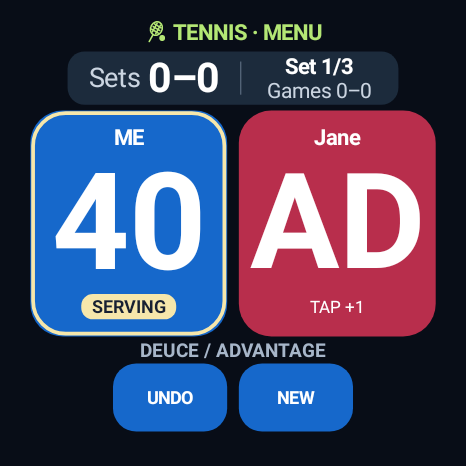 TENNIS · MENU
Sets 0–0
Set 1/3
Games 0–0
ME
40
SERVING
Jane
AD
TAP +1
DEUCE / ADVANTAGE
UNDO
NEW